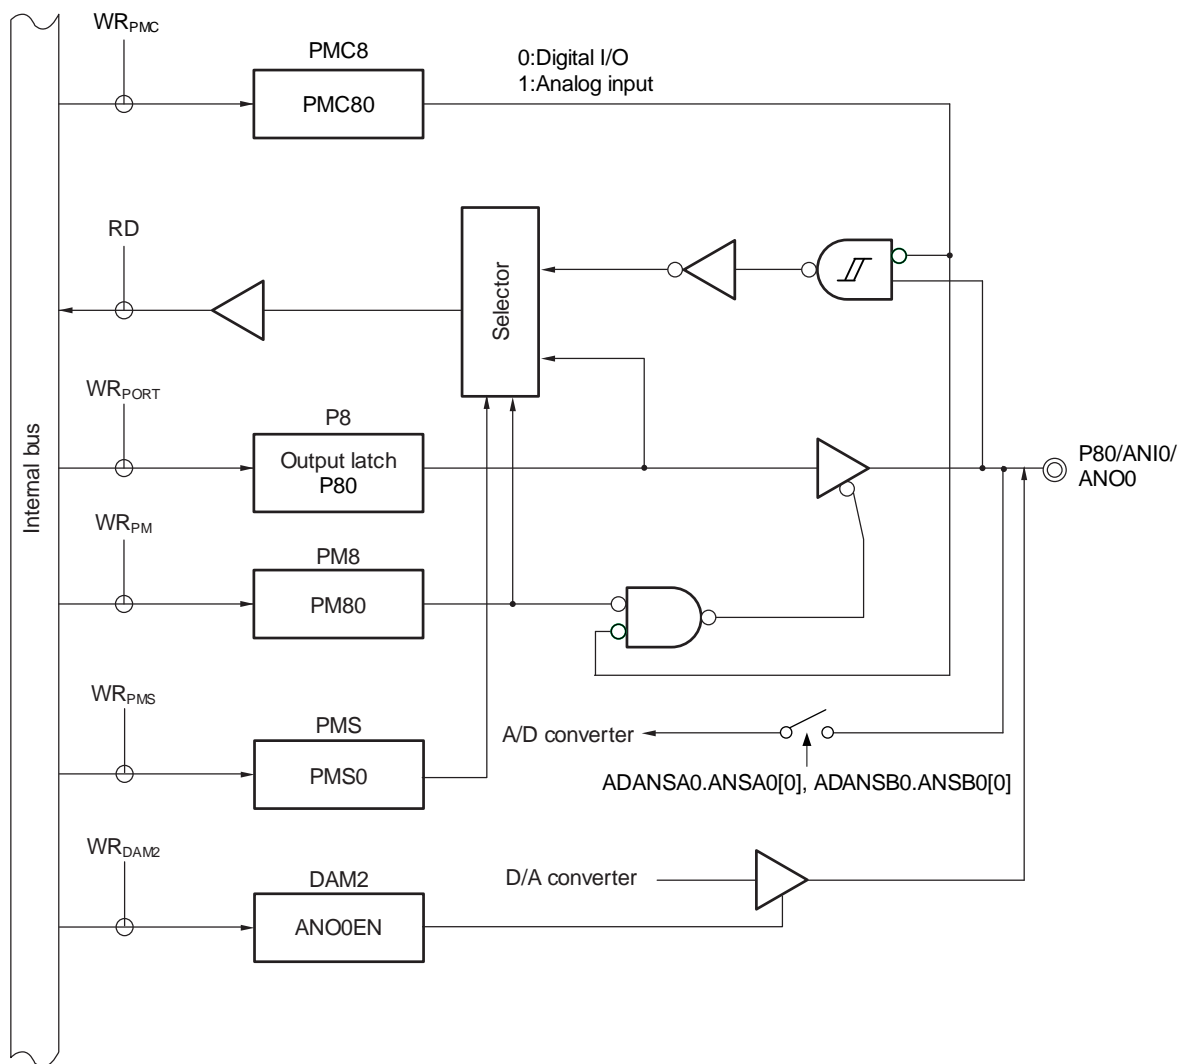 WRPMC
PMC8
PMC80
0:Digital I/O
1:Analog input
RD
Selector
WRPORT
P8
Output latch
P80
P80/ANI0/
ANO0
Internal bus
WRPM
PM8
PM80
WRPMS
PMS
PMS0
A/D converter
ADANSA0.ANSA0[0], ADANSB0.ANSB0[0]
WRDAM2
DAM2
ANO0EN
D/A converter